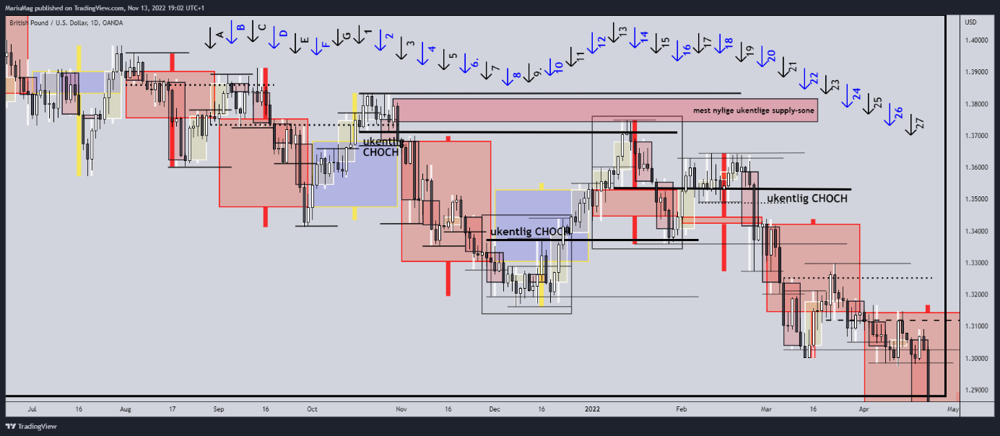 MariuMag published on TradingView.com, Nov 13, 2022 19:02 UTC+1
British Pound / U.S. Dollar, 1D, OANDA
USD
A B C D E F G 1 2 3 4 5 6. 7 8 9. 10 11 12 13 14 15 16 17 18 19 20 21 22 23 24 25 26 27
1.40000
1.39000
1.38000
1.37000
1.36000
1.35000
1.34000
1.33000
1.32000
1.31000
1.30000
1.29000
mest nylige ukentlige supply-sone
ukentlig
CHOCH
ukentlig CHOCH
ukentlig CHOCH
Jul Aug 17 Sep 16 Oct Nov 16 Dec 16 2022 Feb Mar 16 Apr May
TradingView